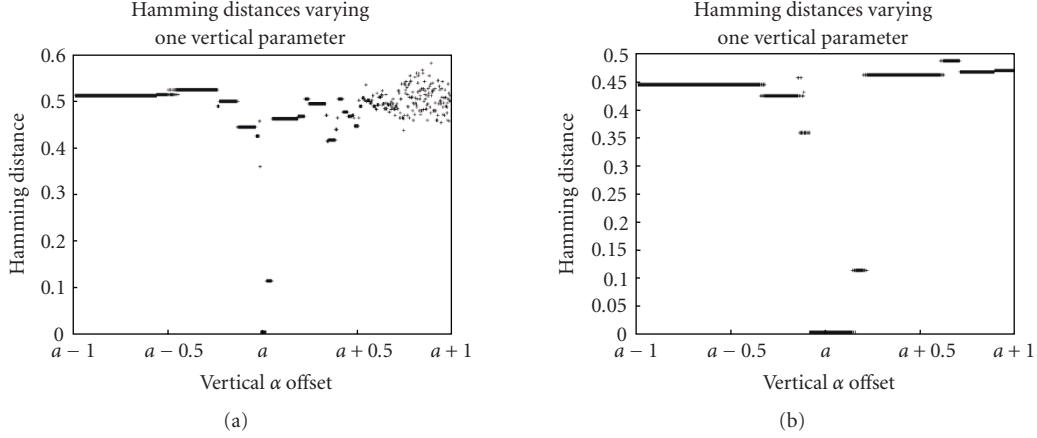 Hamming distances varying
one vertical parameter
0.6
0.5
0.4
0.3
0.2
0.1
0
Hamming distance
a − 1
a − 0.5
a
a + 0.5
a + 1
Vertical α offset
(a)
Hamming distances varying
one vertical parameter
0.5
0.45
0.4
0.35
0.3
0.25
0.2
0.15
0.1
0.05
0
Hamming distance
a − 1
a − 0.5
a
a + 0.5
a + 1
Vertical α offset
(b)